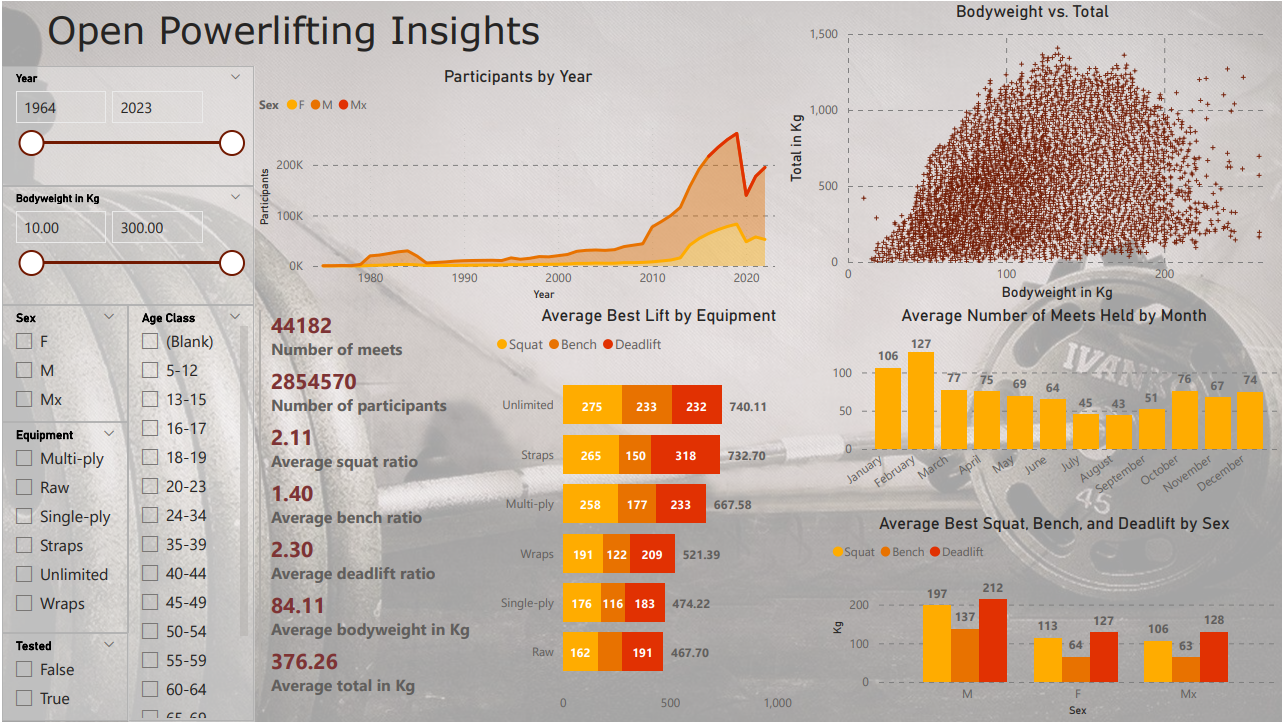 Open Powerlifting Insights
Year
1964 2023
Bodyweight in Kg
10.00 300.00
Sex
F
M
Mx
Equipment
Multi-ply
Raw
Single-ply
Straps
Unlimited
Wraps
Tested
False
True
Age Class
(Blank)
5-12
13-15
16-17
18-19
20-23
24-34
35-39
40-44
45-49
50-54
55-59
60-64
65-69
Participants by Year
Sex F M Mx
Participants
200K
100K
0K
1980 1990 2000 2010 2020
Year
44182
Number of meets
2854570
Number of participants
2.11
Average squat ratio
1.40
Average bench ratio
2.30
Average deadlift ratio
84.11
Average bodyweight in Kg
376.26
Average total in Kg
Average Best Lift by Equipment
Squat Bench Deadlift
Unlimited 275 233 232 740.11
Straps 265 150 318 732.70
Multi-ply 258 177 233 667.58
Wraps 191 122 209 521.39
Single-ply 176 116 183 474.22
Raw 162 191 467.70
0 500 1,000
Bodyweight vs. Total
Total in Kg
1,500
1,000
500
0
0 100 200
Bodyweight in Kg
Average Number of Meets Held by Month
100
50
0
106 127 77 75 69 64 45 43 51 76 67 74
January February March April May June July August September October November December
IVANKO
45
Average Best Squat, Bench, and Deadlift by Sex
Squat Bench Deadlift
Kg
200
100
0
197 137 212 113 64 127 106 63 128
M F Mx
Sex